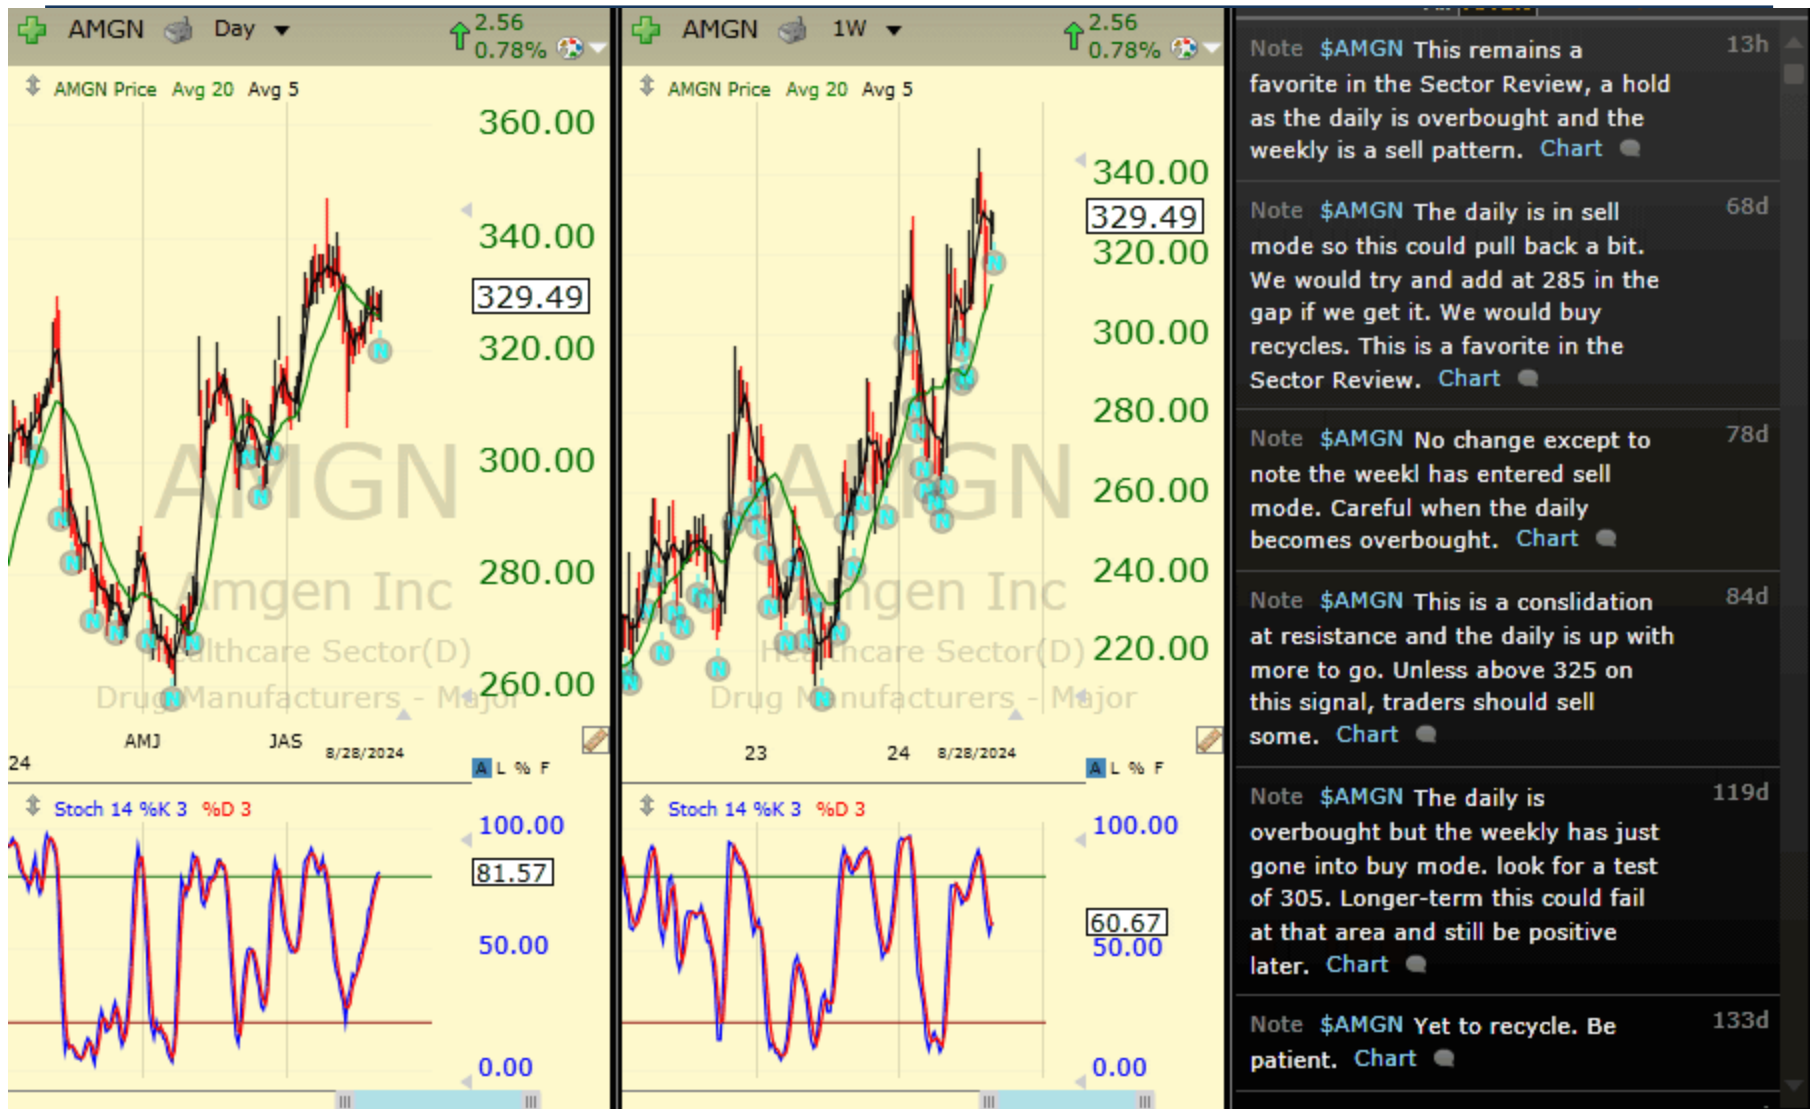 AMGN Day
2.56
0.78%
AMGN Price Avg 20 Avg 5
360.00
340.00
329.49
320.00
300.00
280.00
260.00
AMGN
Amgen Inc
Healthcare Sector(D)
Drug Manufacturers - Major
AMJ JAS 8/28/2024
24
A L % F
Stoch 14 %K 3 %D 3
100.00
81.57
50.00
0.00
AMGN 1W
2.56
0.78%
AMGN Price Avg 20 Avg 5
340.00
329.49
320.00
300.00
280.00
260.00
240.00
220.00
AMGN
Amgen Inc
Healthcare Sector(D)
Drug Manufacturers - Major
23 24 8/28/2024
A L % F
Stoch 14 %K 3 %D 3
100.00
60.67
50.00
0.00
Note $AMGN This remains a 13h
favorite in the Sector Review, a hold
as the daily is overbought and the
weekly is a sell pattern. Chart
Note $AMGN The daily is in sell 68d
mode so this could pull back a bit.
We would try and add at 285 in the
gap if we get it. We would buy
recycles. This is a favorite in the
Sector Review. Chart
Note $AMGN No change except to 78d
note the weekl has entered sell
mode. Careful when the daily
becomes overbought. Chart
Note $AMGN This is a conslidation 84d
at resistance and the daily is up with
more to go. Unless above 325 on
this signal, traders should sell
some. Chart
Note $AMGN The daily is 119d
overbought but the weekly has just
gone into buy mode. look for a test
of 305. Longer-term this could fail
at that area and still be positive
later. Chart
Note $AMGN Yet to recycle. Be 133d
patient. Chart